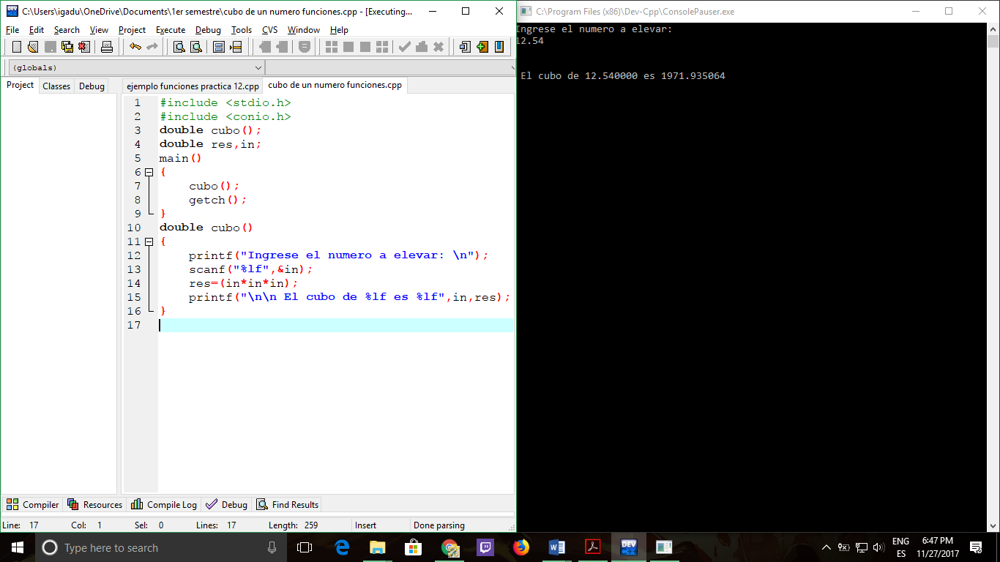 C:\Users\igadu\OneDrive\Documents\1er semestre\cubo de un numero funciones.cpp - [Executing...
File Edit Search View Project Execute Debug Tools CVS Window Help
(globals)
Project Classes Debug
ejemplo funciones practica 12.cpp cubo de un numero funciones.cpp
1 #include <stdio.h>
2 #include <conio.h>
3 double cubo();
4 double res,in;
5 main()
6 {
7 cubo();
8 getch();
9 }
10 double cubo()
11 {
12 printf("Ingrese el numero a elevar: \n");
13 scanf("%lf",&in);
14 res=(in*in*in);
15 printf("\n\n El cubo de %lf es %lf",in,res);
16 }
17
Compiler Resources Compile Log Debug Find Results
Line: 17 Col: 1 Sel: 0 Lines: 17 Length: 259 Insert Done parsing
C:\Program Files (x86)\Dev-Cpp\ConsolePauser.exe
Ingrese el numero a elevar:
12.54
El cubo de 12.540000 es 1971.935064
Type here to search
DEV
ENG
ES
6:47 PM
11/27/2017